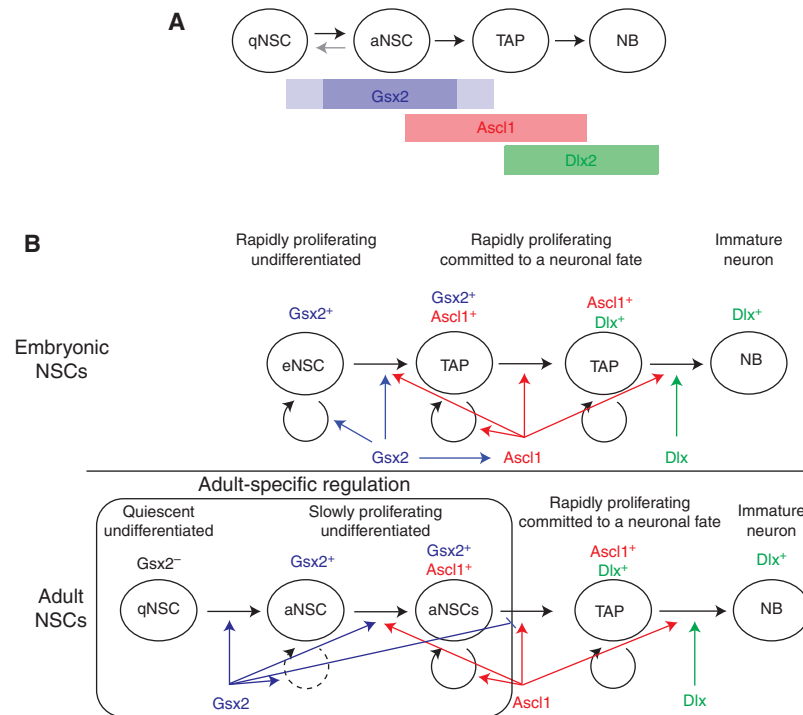 A
qNSC
aNSC
TAP
NB
Gsx2
Ascl1
Dlx2
B
Rapidly proliferating
undifferentiated
Rapidly proliferating
committed to a neuronal fate
Immature
neuron
Gsx2⁺
Gsx2⁺
Ascl1⁺
Ascl1⁺
Dlx⁺
Dlx⁺
Embryonic
NSCs
eNSC
TAP
TAP
NB
Gsx2
Ascl1
Dlx
Adult-specific regulation
Quiescent
undifferentiated
Slowly proliferating
undifferentiated
Rapidly proliferating
committed to a neuronal fate
Immature
neuron
Gsx2⁻
Gsx2⁺
Gsx2⁺
Ascl1⁺
Ascl1⁺
Dlx⁺
Dlx⁺
Adult
NSCs
qNSC
aNSC
aNSCs
TAP
NB
Gsx2
Ascl1
Dlx